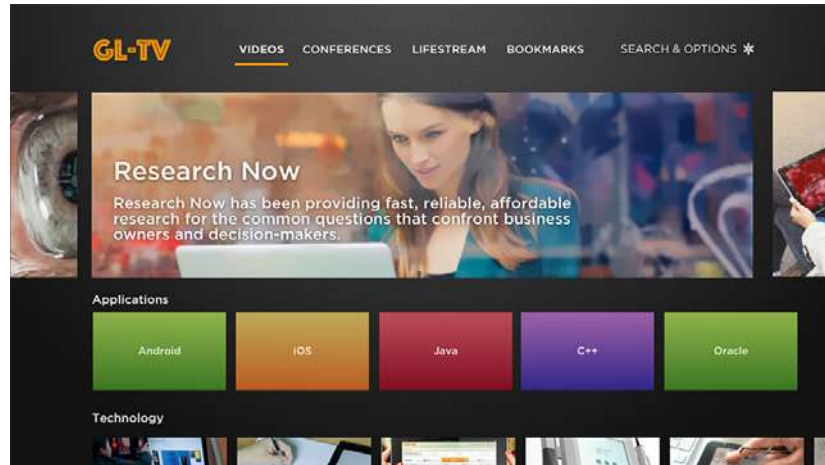 GL-TV
VIDEOS CONFERENCES LIFESTREAM BOOKMARKS SEARCH & OPTIONS *
Research Now
Research Now has been providing fast, reliable, affordable
research for the common questions that confront business
owners and decision-makers.
Applications
Android iOS Java C++ Oracle
Technology